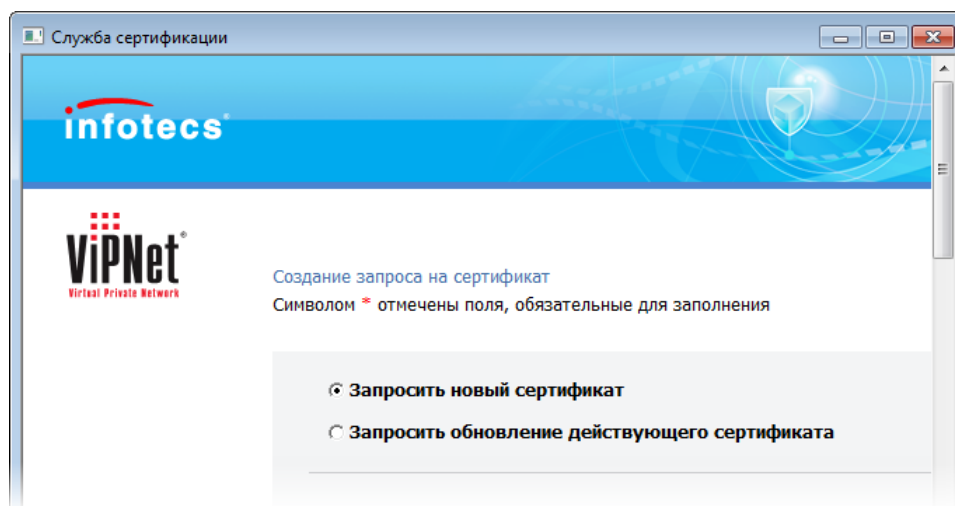 Служба сертификации
infotecs®
ViPNet®
Virtual Private Network
Создание запроса на сертификат
Символом * отмечены поля, обязательные для заполнения
Запросить новый сертификат
Запросить обновление действующего сертификата